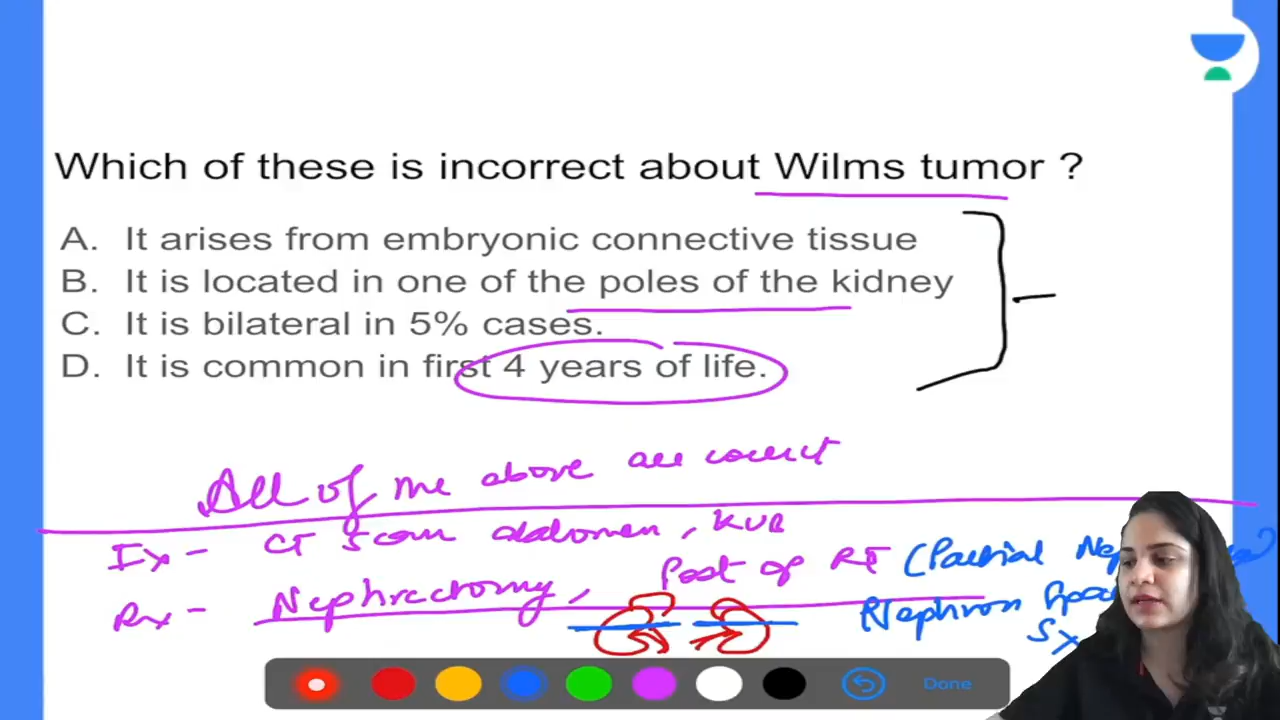 Which of these is incorrect about Wilms tumor ?
A. It arises from embryonic connective tissue
B. It is located in one of the poles of the kidney
C. It is bilateral in 5% cases.
D. It is common in first 4 years of life.
All of the above are correct
Ix - CT scan abdomen, KUB
Rx - Nephrectomy, Post op RT (Partial
Nephron
Sx
Done